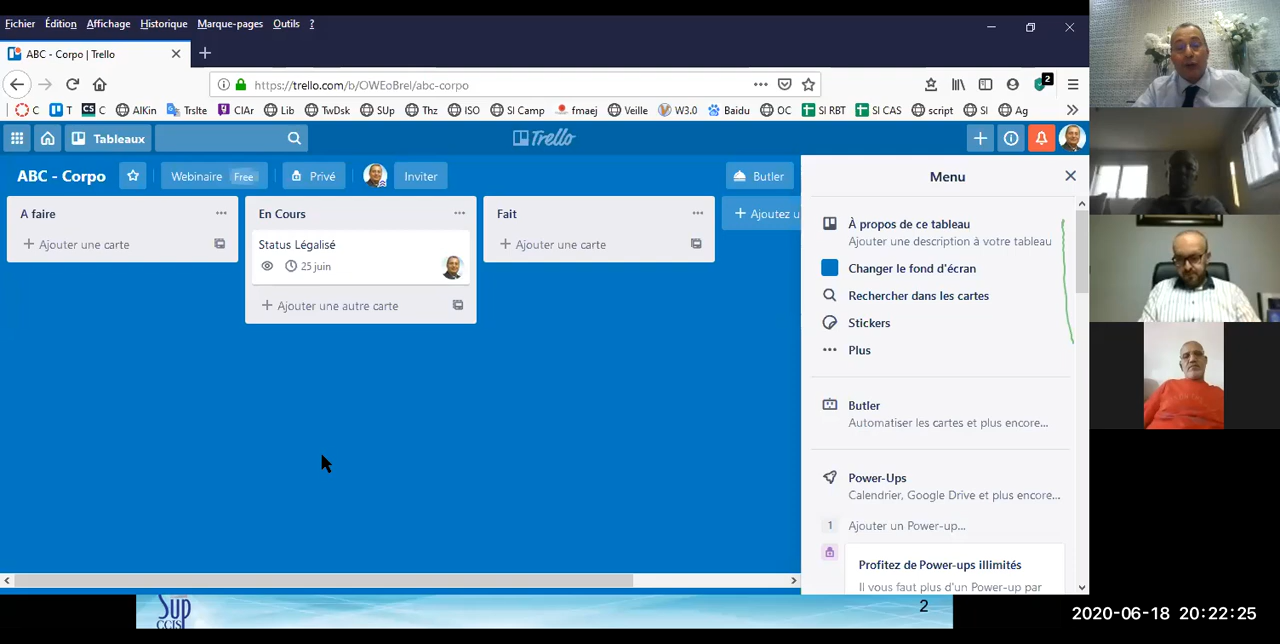 Fichier Édition Affichage Historique Marque-pages Outils ?
ABC - Corpo | Trello
https://trello.com/b/OWEoBrel/abc-corpo
2
C T C AlKin Trslte ClAr Lib TwDsk SUp Thz ISO SI Camp fmaej Veille W3.0 Baidu OC SI RBT SI CAS script SI Ag
Tableaux
Trello
ABC - Corpo
Webinaire Free
Privé
Inviter
Butler
A faire
Ajouter une carte
En Cours
Status Légalisé
25 juin
Ajouter une autre carte
Fait
Ajouter une carte
Ajoutez u
Menu
À propos de ce tableau
Ajouter une description à votre tableau
Changer le fond d'écran
Rechercher dans les cartes
Stickers
Plus
Butler
Automatiser les cartes et plus encore...
Power-Ups
Calendrier, Google Drive et plus encore...
1 Ajouter un Power-up...
Profitez de Power-ups illimités
Il vous faut plus d'un Power-up par
Sup
CCIS
2
2020-06-18 20:22:25